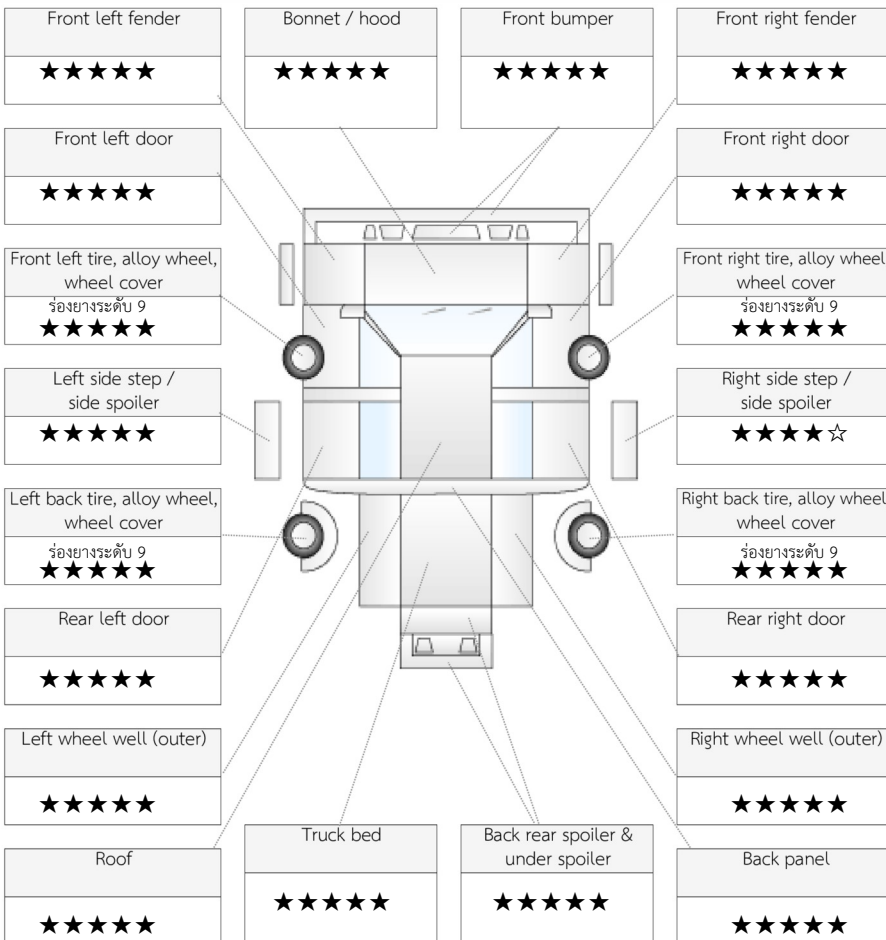 Front left fender
★★★★★
Bonnet / hood
★★★★★
Front bumper
★★★★★
Front right fender
★★★★★
Front left door
★★★★★
Front right door
★★★★★
Front left tire, alloy wheel,
wheel cover
ร่องยางระดับ 9
★★★★★
Front right tire, alloy wheel
wheel cover
ร่องยางระดับ 9
★★★★★
Left side step /
side spoiler
★★★★★
Right side step /
side spoiler
★★★★☆
Left back tire, alloy wheel,
wheel cover
ร่องยางระดับ 9
★★★★★
Right back tire, alloy wheel
wheel cover
ร่องยางระดับ 9
★★★★★
Rear left door
★★★★★
Rear right door
★★★★★
Left wheel well (outer)
★★★★★
Right wheel well (outer)
★★★★★
Roof
★★★★★
Truck bed
★★★★★
Back rear spoiler &
under spoiler
★★★★★
Back panel
★★★★★